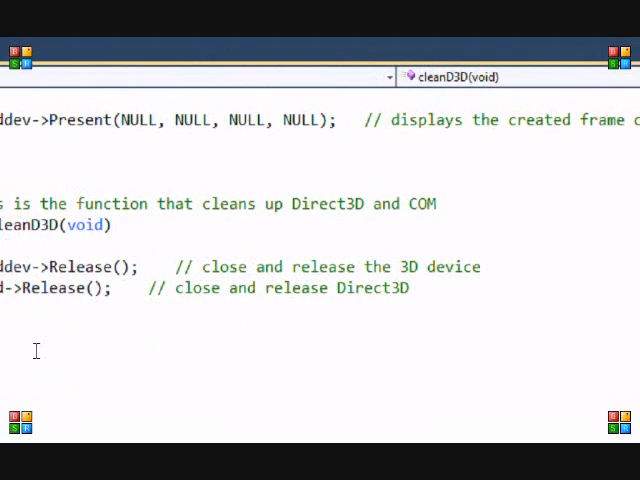 cleanD3D(void)
ddev->Present(NULL, NULL, NULL, NULL);   // displays the created frame
s is the function that cleans up Direct3D and COM
leanD3D(void)
ddev->Release();    // close and release the 3D device
d->Release();    // close and release Direct3D